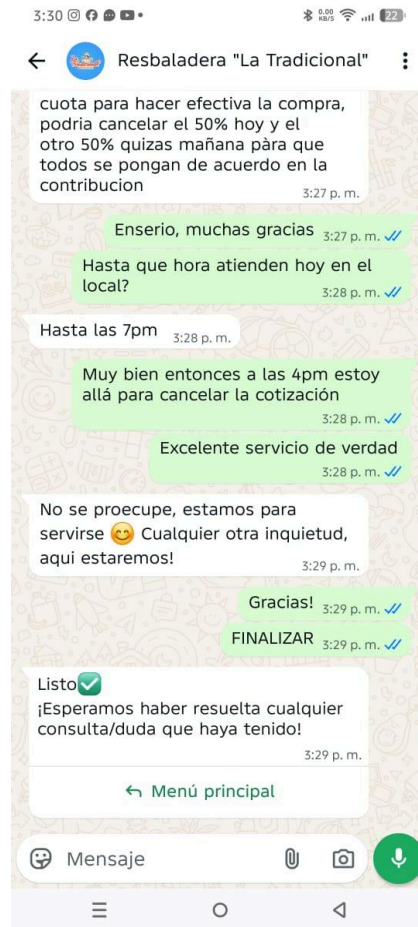 3:30
0.00 KB/S
22
Resbaladera "La Tradicional"
cuota para hacer efectiva la compra,
podria cancelar el 50% hoy y el
otro 50% quizas mañana pàra que
todos se pongan de acuerdo en la
contribucion
3:27 p. m.
Enserio, muchas gracias 3:27 p. m.
Hasta que hora atienden hoy en el
local?
3:28 p. m.
Hasta las 7pm 3:28 p. m.
Muy bien entonces a las 4pm estoy
allá para cancelar la cotización
3:28 p. m.
Excelente servicio de verdad
3:28 p. m.
No se proecupe, estamos para
servirse 😊 Cualquier otra inquietud,
aqui estaremos!
3:29 p. m.
Gracias! 3:29 p. m.
FINALIZAR 3:29 p. m.
Listo✅
¡Esperamos haber resuelta cualquier
consulta/duda que haya tenido!
3:29 p. m.
Menú principal
Mensaje